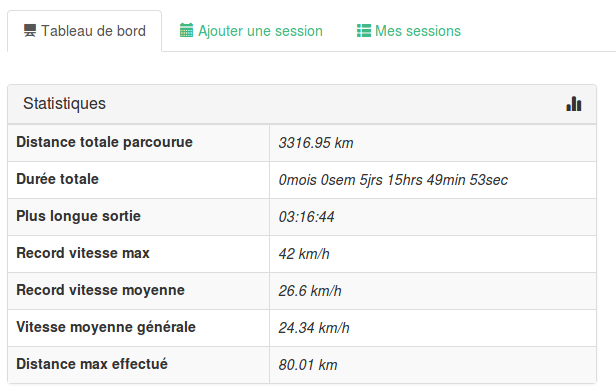 Tableau de bord Ajouter une session Mes sessions
Statistiques
Distance totale parcourue 3316.95 km
Durée totale 0mois 0sem 5jrs 15hrs 49min 53sec
Plus longue sortie 03:16:44
Record vitesse max 42 km/h
Record vitesse moyenne 26.6 km/h
Vitesse moyenne générale 24.34 km/h
Distance max effectué 80.01 km